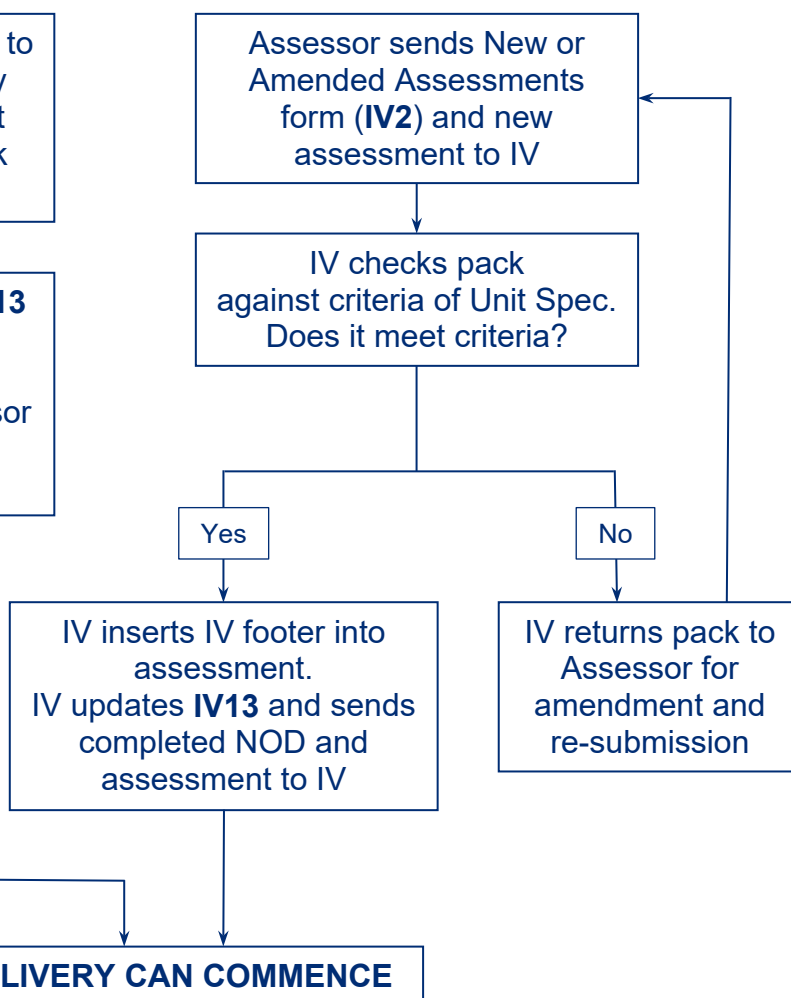 to
Assessor sends New or
Amended Assessments
form (IV2) and new
assessment to IV
IV checks pack
against criteria of Unit Spec.
Does it meet criteria?
13
sor
Yes
No
IV inserts IV footer into
assessment.
IV updates IV13 and sends
completed NOD and
assessment to IV
IV returns pack to
Assessor for
amendment and
re-submission
LIVERY CAN COMMENCE